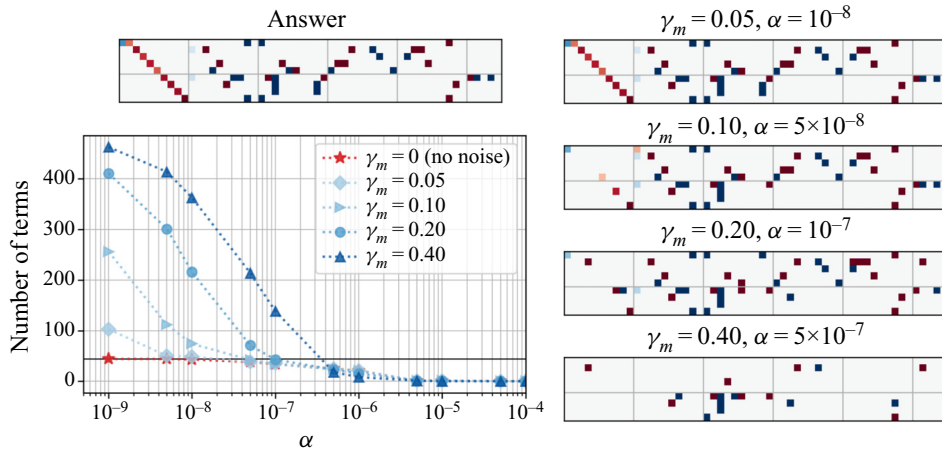 Answer
Number of terms
400
300
200
100
0
γₘ = 0 (no noise)
γₘ = 0.05
γₘ = 0.10
γₘ = 0.20
γₘ = 0.40
10⁻⁹
10⁻⁸
10⁻⁷
10⁻⁶
10⁻⁵
10⁻⁴
α
γₘ = 0.05, α = 10⁻⁸
γₘ = 0.10, α = 5×10⁻⁸
γₘ = 0.20, α = 10⁻⁷
γₘ = 0.40, α = 5×10⁻⁷